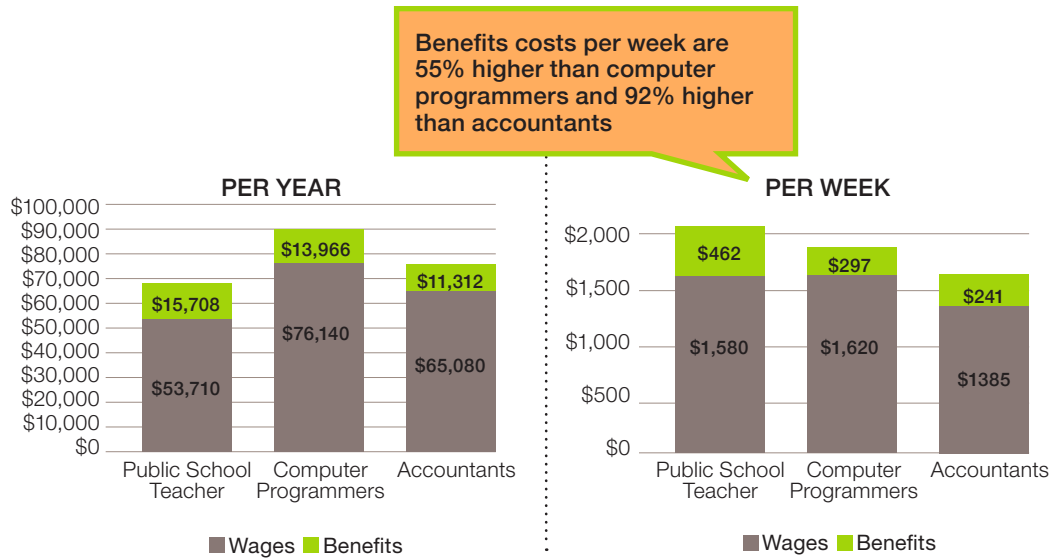 Benefits costs per week are
55% higher than computer
programmers and 92% higher
than accountants
PER YEAR
$100,000
$90,000
$80,000
$70,000
$60,000
$50,000
$40,000
$30,000
$20,000
$10,000
$0
$15,708
$53,710
$13,966
$76,140
$11,312
$65,080
Public School
Teacher
Computer
Programmers
Accountants
Wages Benefits
PER WEEK
$2,000
$1,500
$1,000
$500
$0
$462
$1,580
$297
$1,620
$241
$1385
Public School
Teacher
Computer
Programmers
Accountants
Wages Benefits